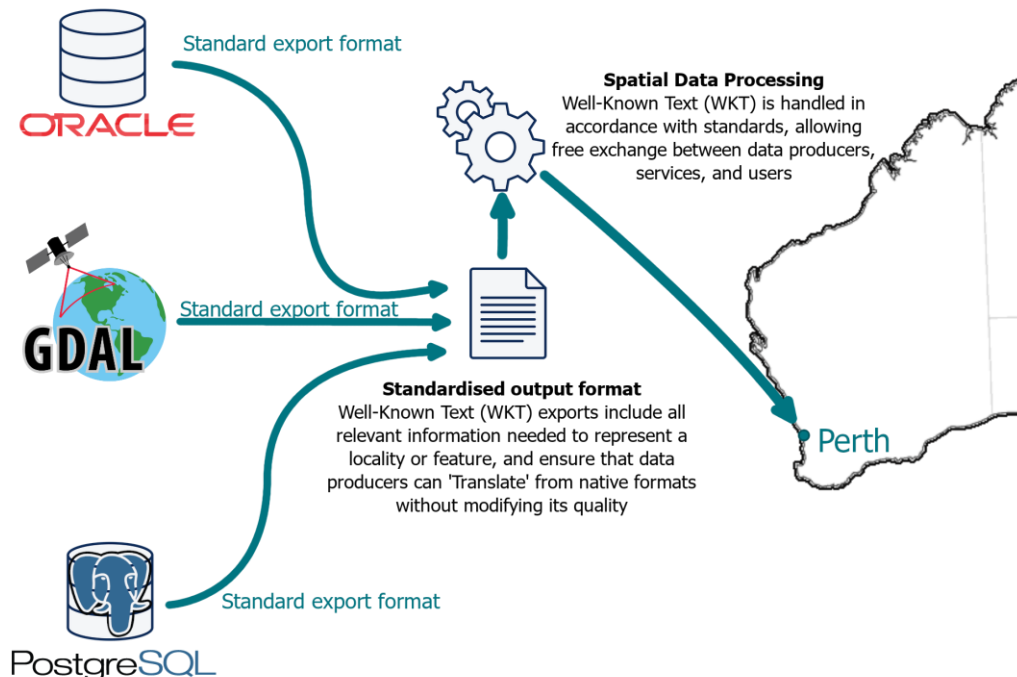 Standard export format
ORACLE
Spatial Data Processing
Well-Known Text (WKT) is handled in
accordance with standards, allowing
free exchange between data producers,
services, and users
Standard export format
GDAL
Standardised output format
Well-Known Text (WKT) exports include all
relevant information needed to represent a
locality or feature, and ensure that data
producers can 'Translate' from native formats
without modifying its quality
Perth
Standard export format
PostgreSQL